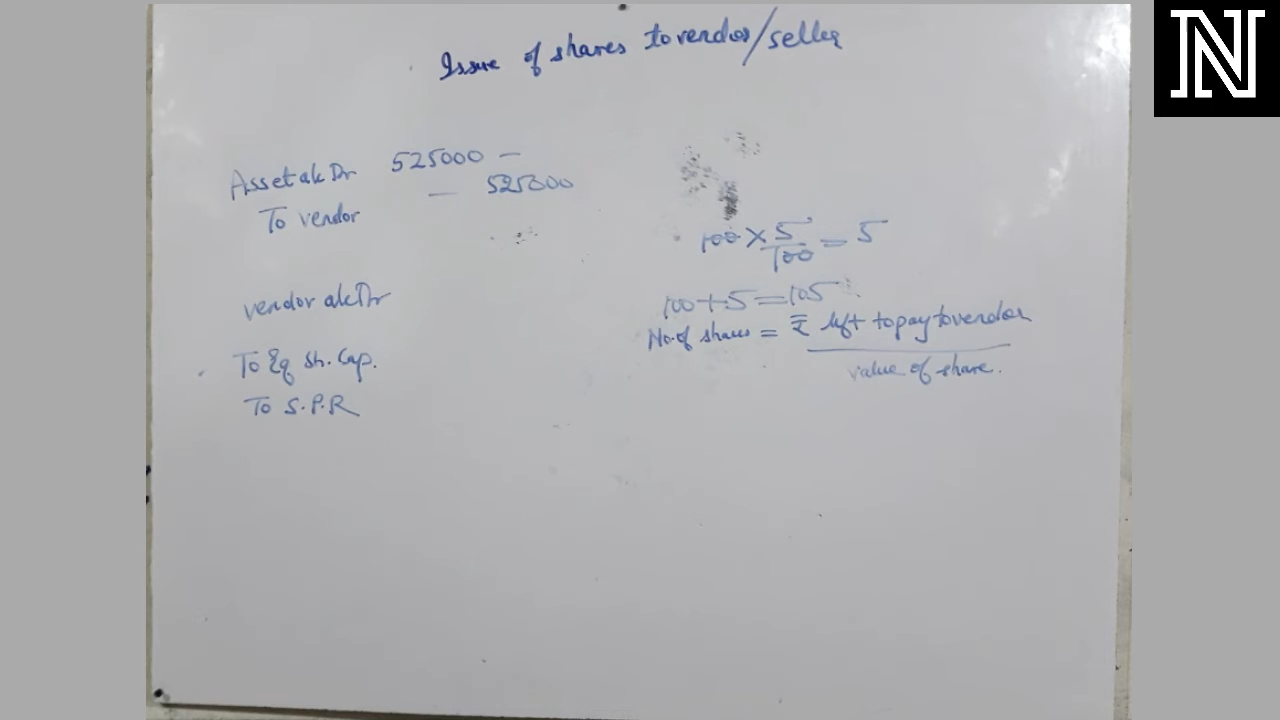 Issue of shares to vendor/seller
Asset a/c Dr 525000 —
To vendor — 525000
vendor a/c Dr
To Eq sh. Cap.
To S.P.R
100 × 5/100 = 5
100 + 5 = 105
No. of shares = ₹ left to pay to vendor
value of share.
N